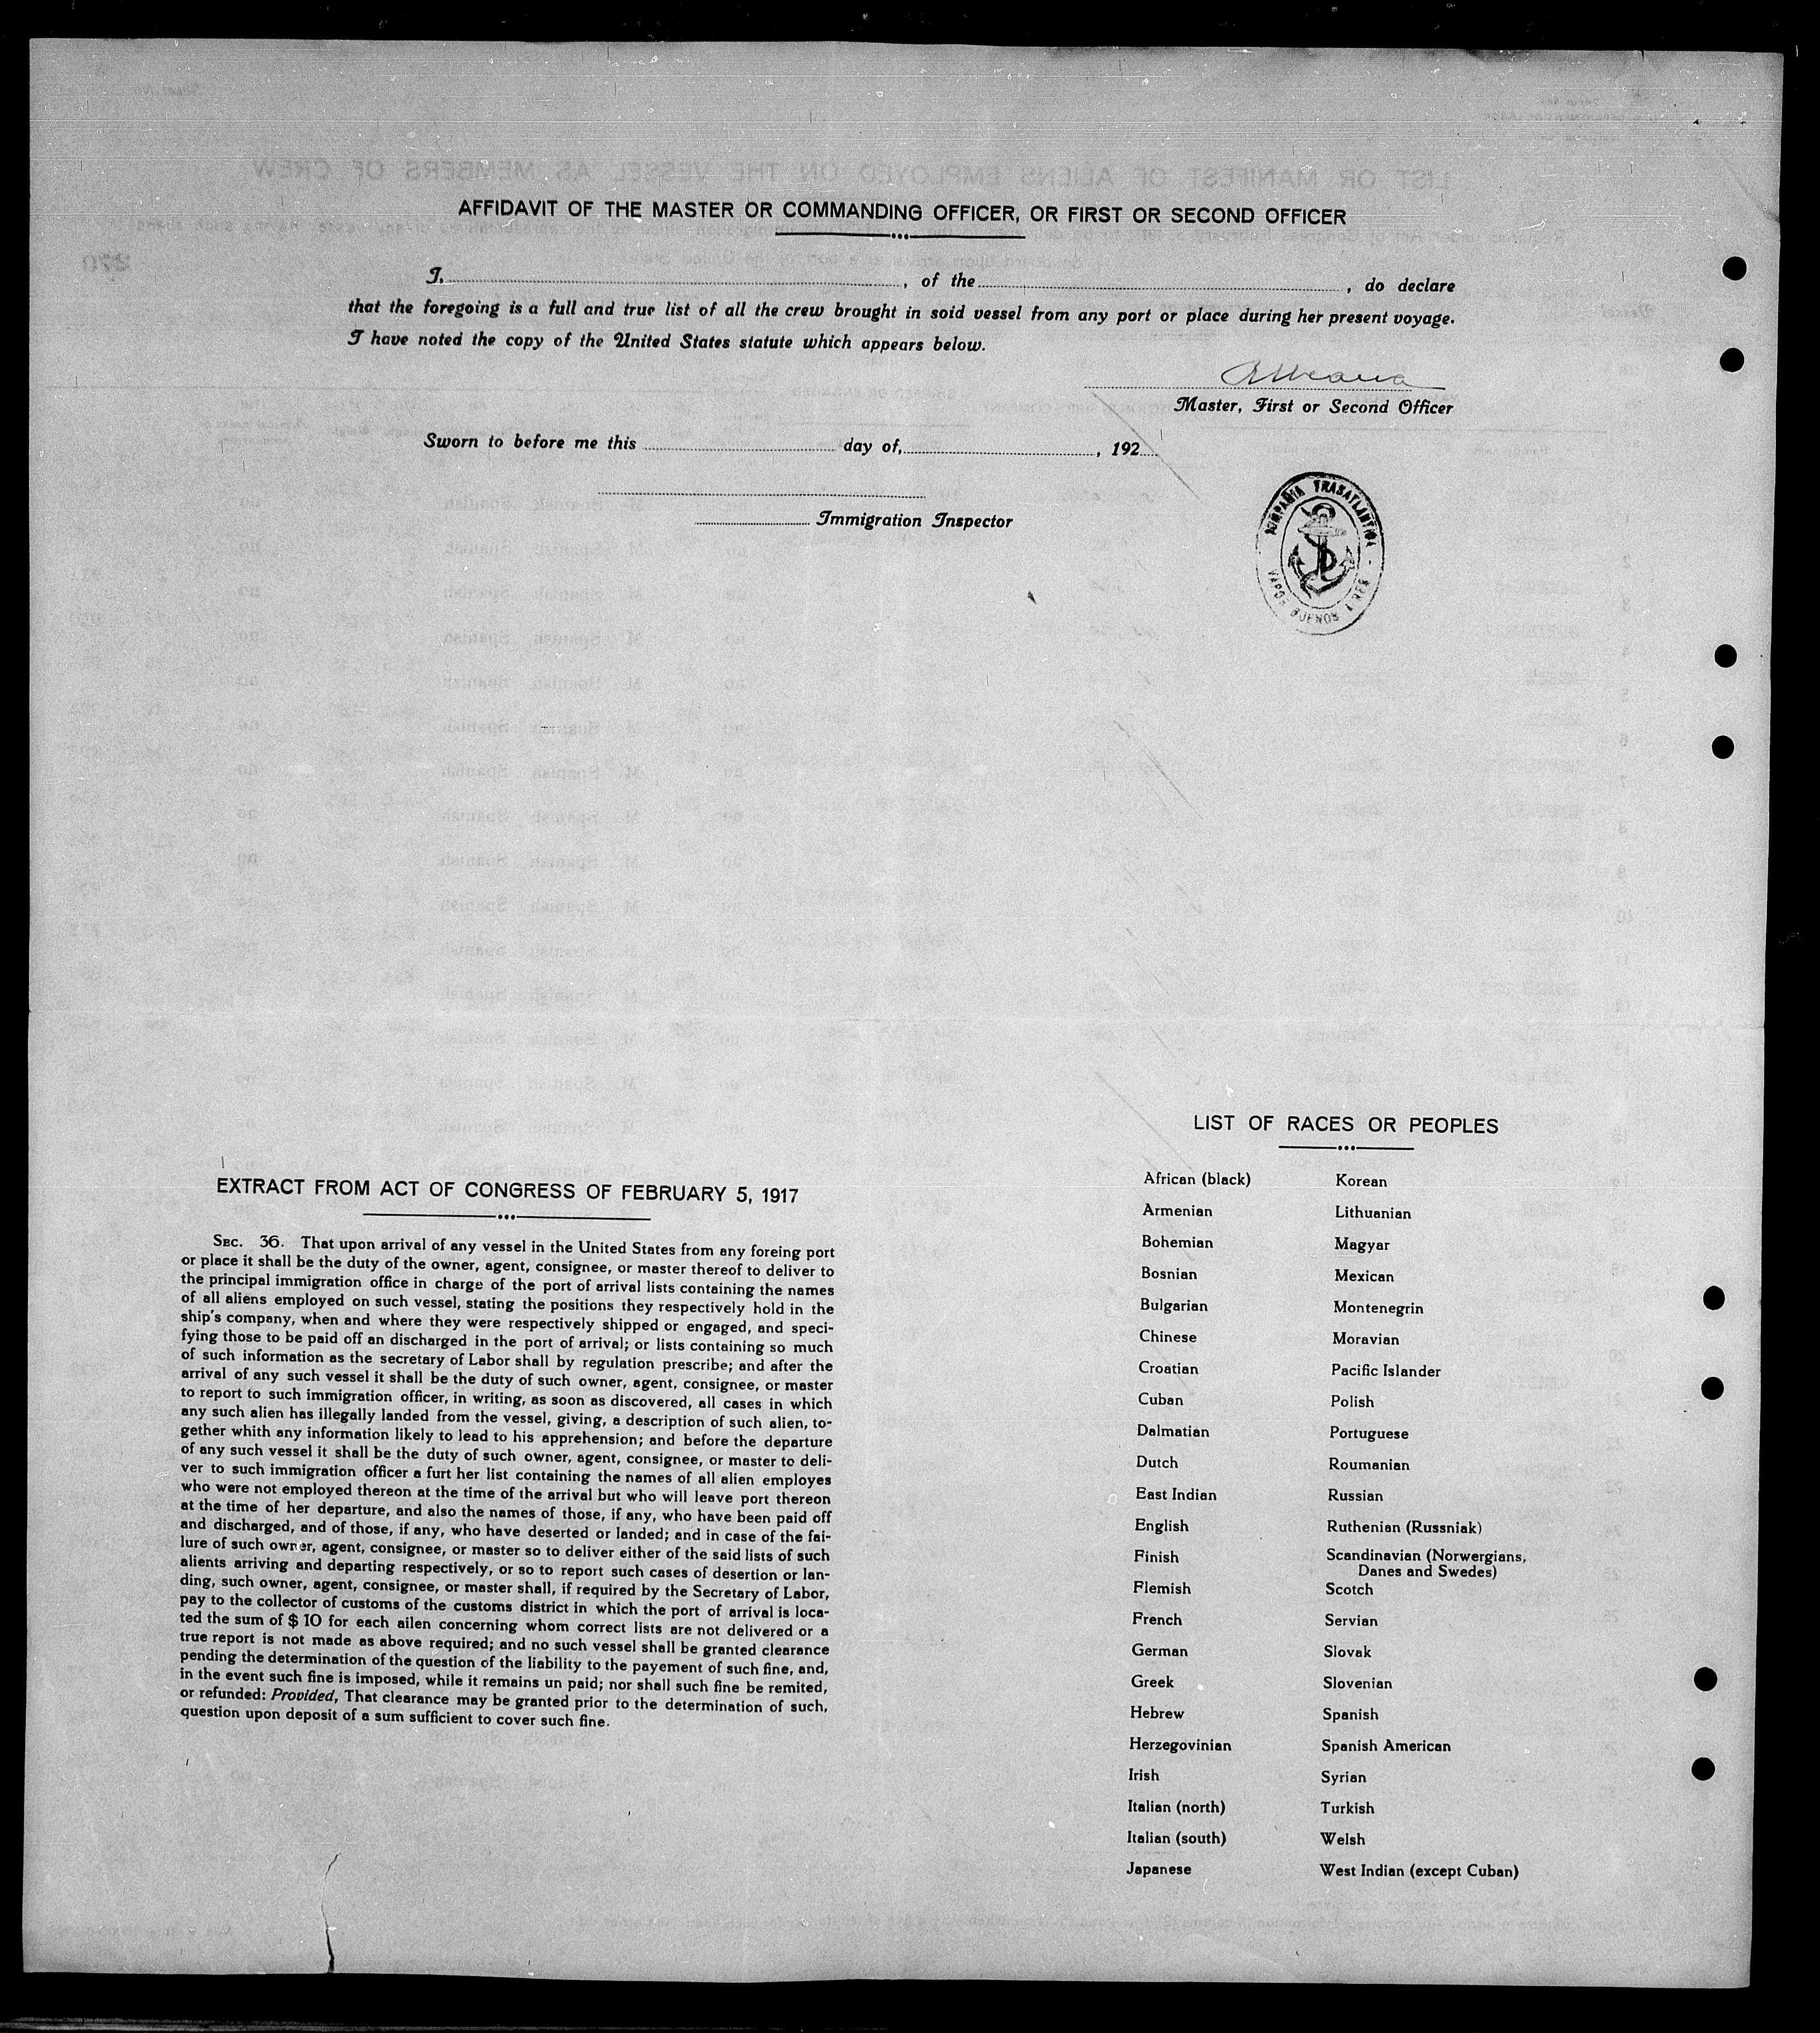 AFFIDAVIT OF THE MASTER OR COMMANDING OFFICER, OR FIRST OR SECOND OFFICER
I, , of the , do declare
that the foregoing is a full and true list of all the crew brought in soid vessel from any port or place during her present voyage.
I have noted the copy of the United States statute which appears below.
Master, First or Second Officer
Sworn to before me this day of, , 192
Immigration Inspector
COMPAÑIA TRASATLANTICA
VAPOR BUENOS
LIST OF RACES OR PEOPLES
African (black) Korean
Armenian Lithuanian
Bohemian Magyar
Bosnian Mexican
Bulgarian Montenegrin
Chinese Moravian
Croatian Pacific Islander
Cuban Polish
Dalmatian Portuguese
Dutch Roumanian
East Indian Russian
English Ruthenian (Russniak)
Finish Scandinavian (Norwergians,
Danes and Swedes)
Flemish Scotch
French Servian
German Slovak
Greek Slovenian
Hebrew Spanish
Herzegovinian Spanish American
Irish Syrian
Italian (north) Turkish
Italian (south) Welsh
Japanese West Indian (except Cuban)
EXTRACT FROM ACT OF CONGRESS OF FEBRUARY 5, 1917
SEC. 36. That upon arrival of any vessel in the United States from any foreing port
or place it shall be the duty of the owner, agent, consignee, or master thereof to deliver to
the principal immigration office in charge of the port of arrival lists containing the names
of all aliens employed on such vessel, stating the positions they respectively hold in the
ship's company, when and where they were respectively shipped or engaged, and speci-
fying those to be paid off an discharged in the port of arrival; or lists containing so much
of such information as the secretary of Labor shall by regulation prescribe; and after the
arrival of any such vessel it shall be the duty of such owner, agent, consignee, or master
to report to such immigration officer, in writing, as soon as discovered, all cases in which
any such alien has illegally landed from the vessel, giving, a description of such alien, to-
gether whith any information likely to lead to his apprehension; and before the departure
of any such vessel it shall be the duty of such owner, agent, consignee, or master to deli-
ver to such immigration officer a furt her list containing the names of all alien employes
who were not employed thereon at the time of the arrival but who will leave port thereon
at the time of her departure, and also the names of those, if any, who have been paid off
and discharged, and of those, if any, who have deserted or landed; and in case of the fai-
lure of such owner, agent, consignee, or master so to deliver either of the said lists of such
alients arriving and departing respectively, or so to report such cases of desertion or lan-
ding, such owner, agent, consignee, or master shall, if required by the Secretary of Labor,
pay to the collector of customs of the customs district in which the port of arrival is loca-
ted the sum of $ 10 for each ailen concerning whom correct lists are not delivered or a
true report is not made as above required; and no such vessel shall be granted clearance
pending the determination of the question of the liability to the payement of such fine, and,
in the event such fine is imposed, while it remains un paid; nor shall such fine be remited,
or refunded: Provided, That clearance may be granted prior to the determination of such,
question upon deposit of a sum sufficient to cover such fine.